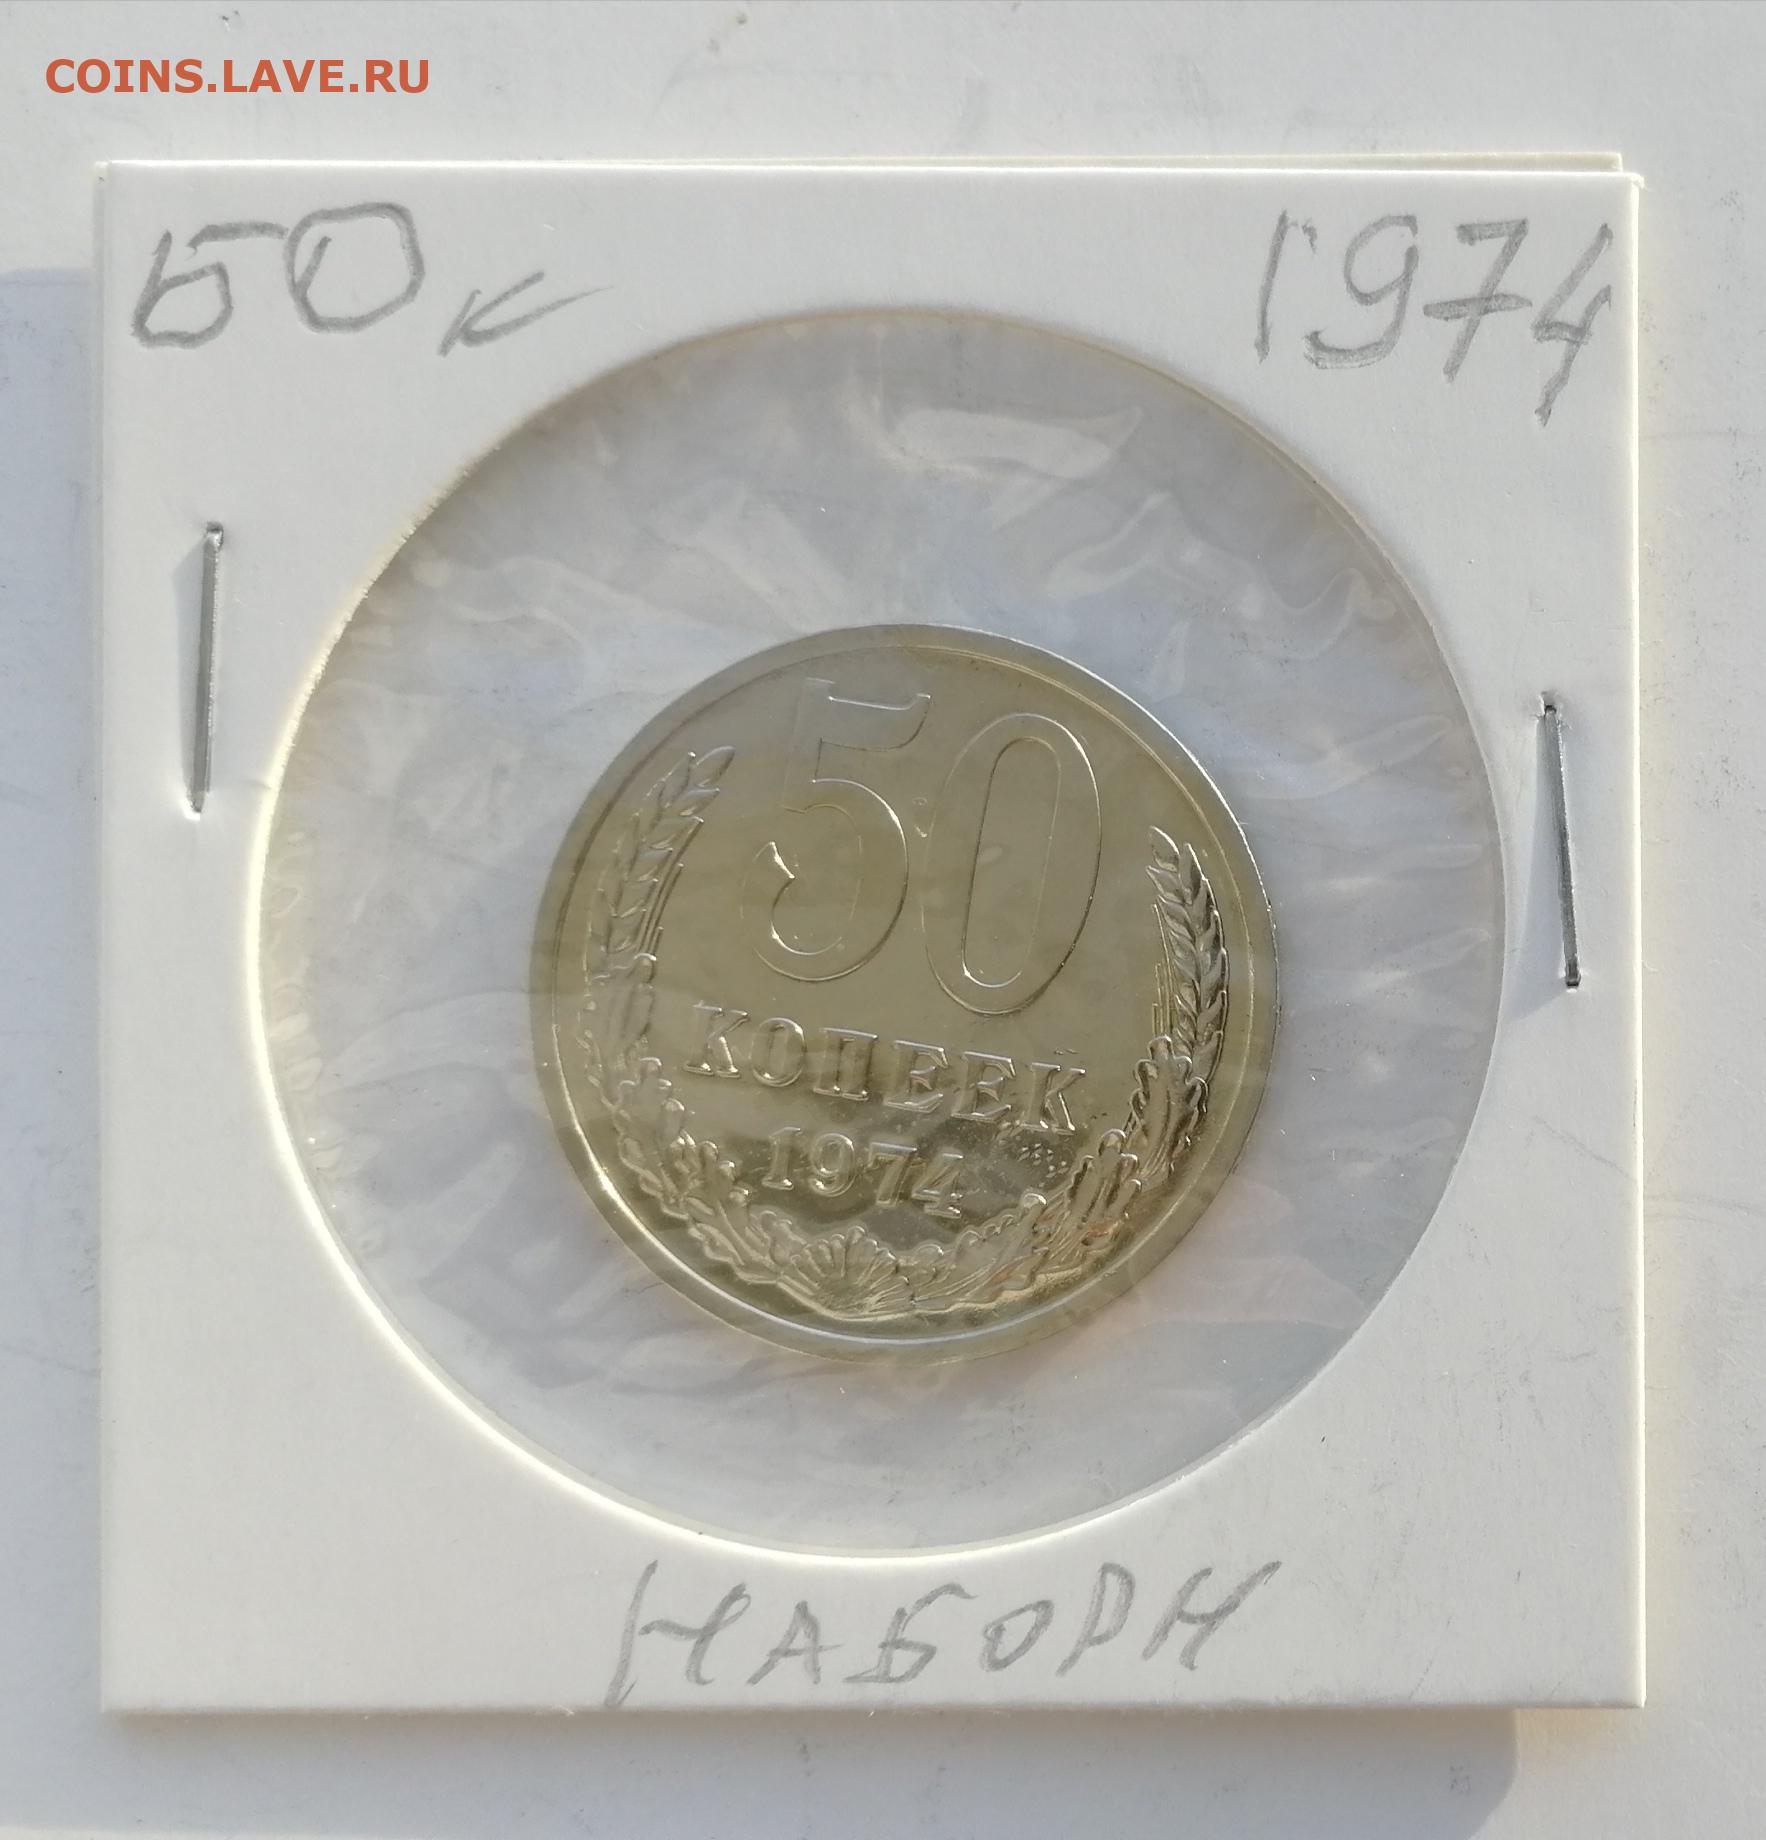 COINS.LAVE.RU
50к 1974
50
КОПЕЕК
1974
НАБОРН